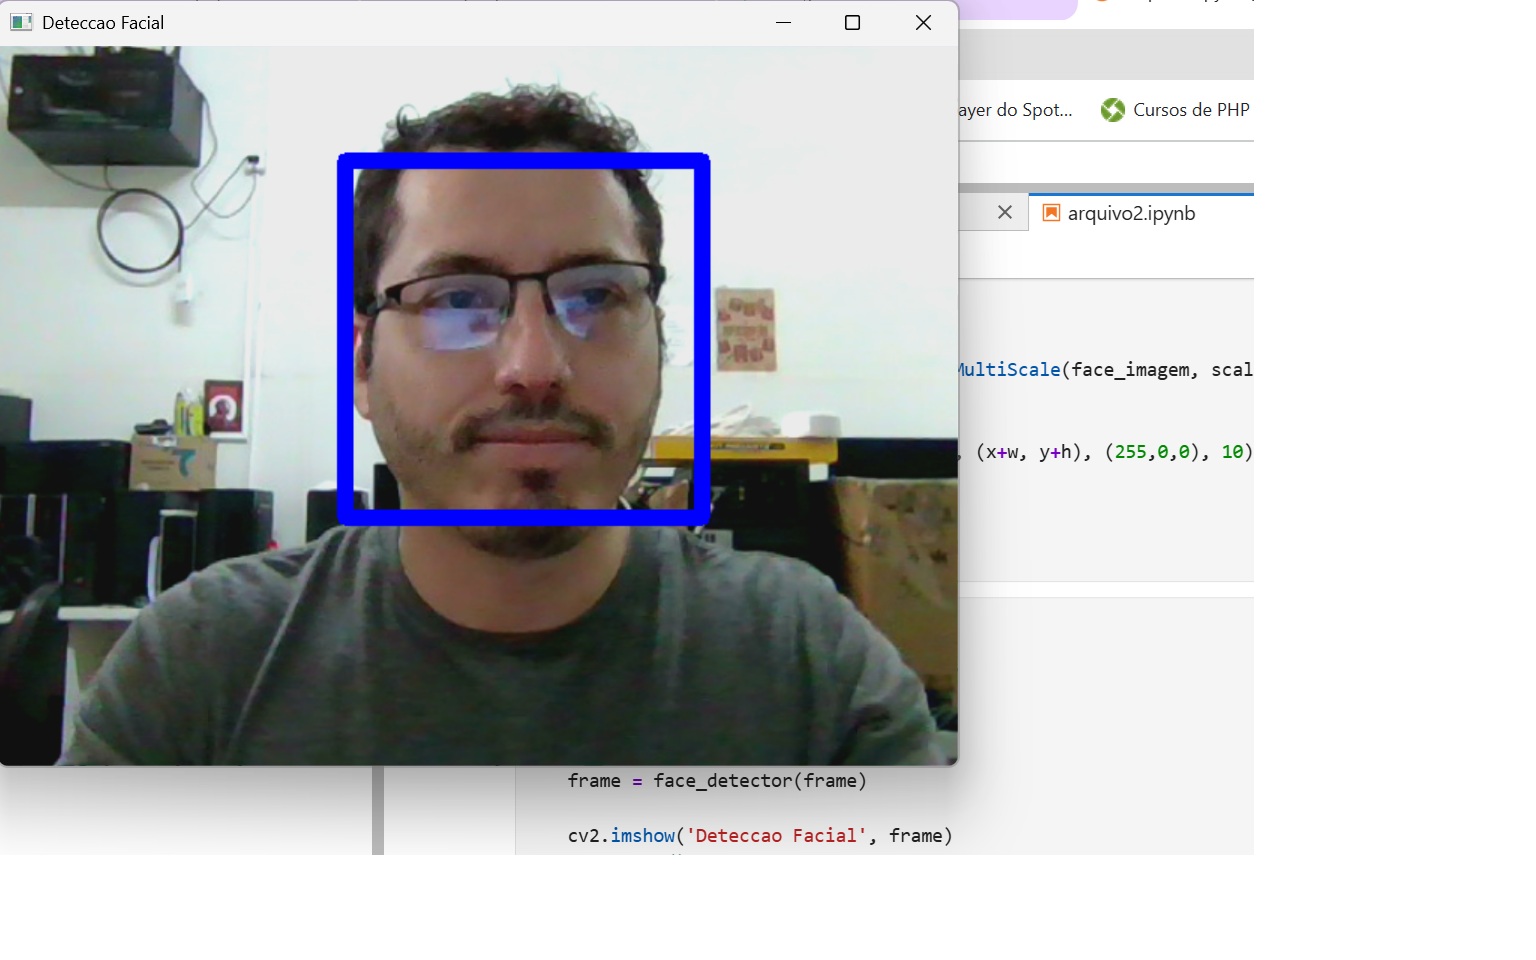 Deteccao Facial
ayer do Spot...
Cursos de PHP
arquivo2.ipynb
MultiScale(face_imagem, scal
, (x+w, y+h), (255,0,0), 10)
frame = face_detector(frame)
cv2.imshow('Deteccao Facial', frame)